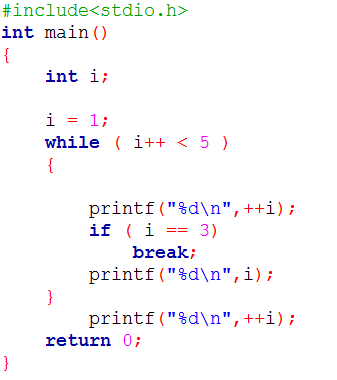 #include<stdio.h>
int main()
{
    int i;

    i = 1;
    while ( i++ < 5 )
    {

        printf("%d\n",++i);
        if ( i == 3)
            break;
        printf("%d\n",i);
    }
        printf("%d\n",++i);
    return 0;
}